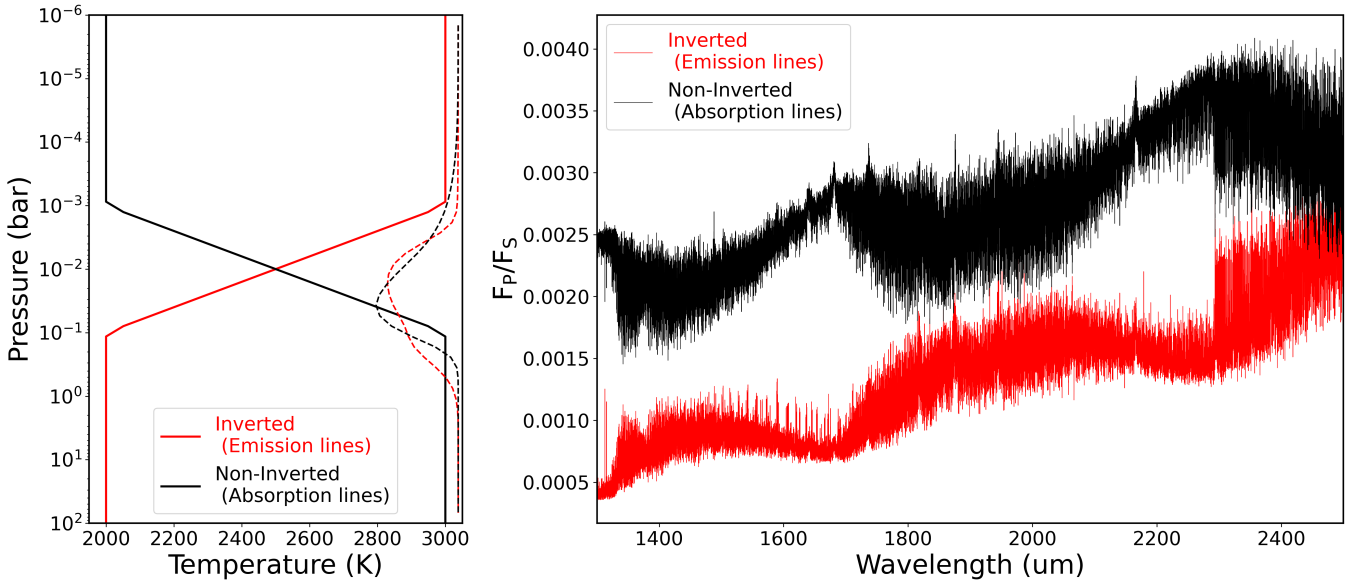 10⁻⁶
10⁻⁵
10⁻⁴
10⁻³
10⁻²
10⁻¹
10⁰
10¹
10²
Pressure (bar)
Inverted
(Emission lines)
Non-Inverted
(Absorption lines)
2000 2200 2400 2600 2800 3000
Temperature (K)
0.0040
0.0035
0.0030
0.0025
0.0020
0.0015
0.0010
0.0005
F_P/F_S
Inverted
(Emission lines)
Non-Inverted
(Absorption lines)
1400 1600 1800 2000 2200 2400
Wavelength (um)